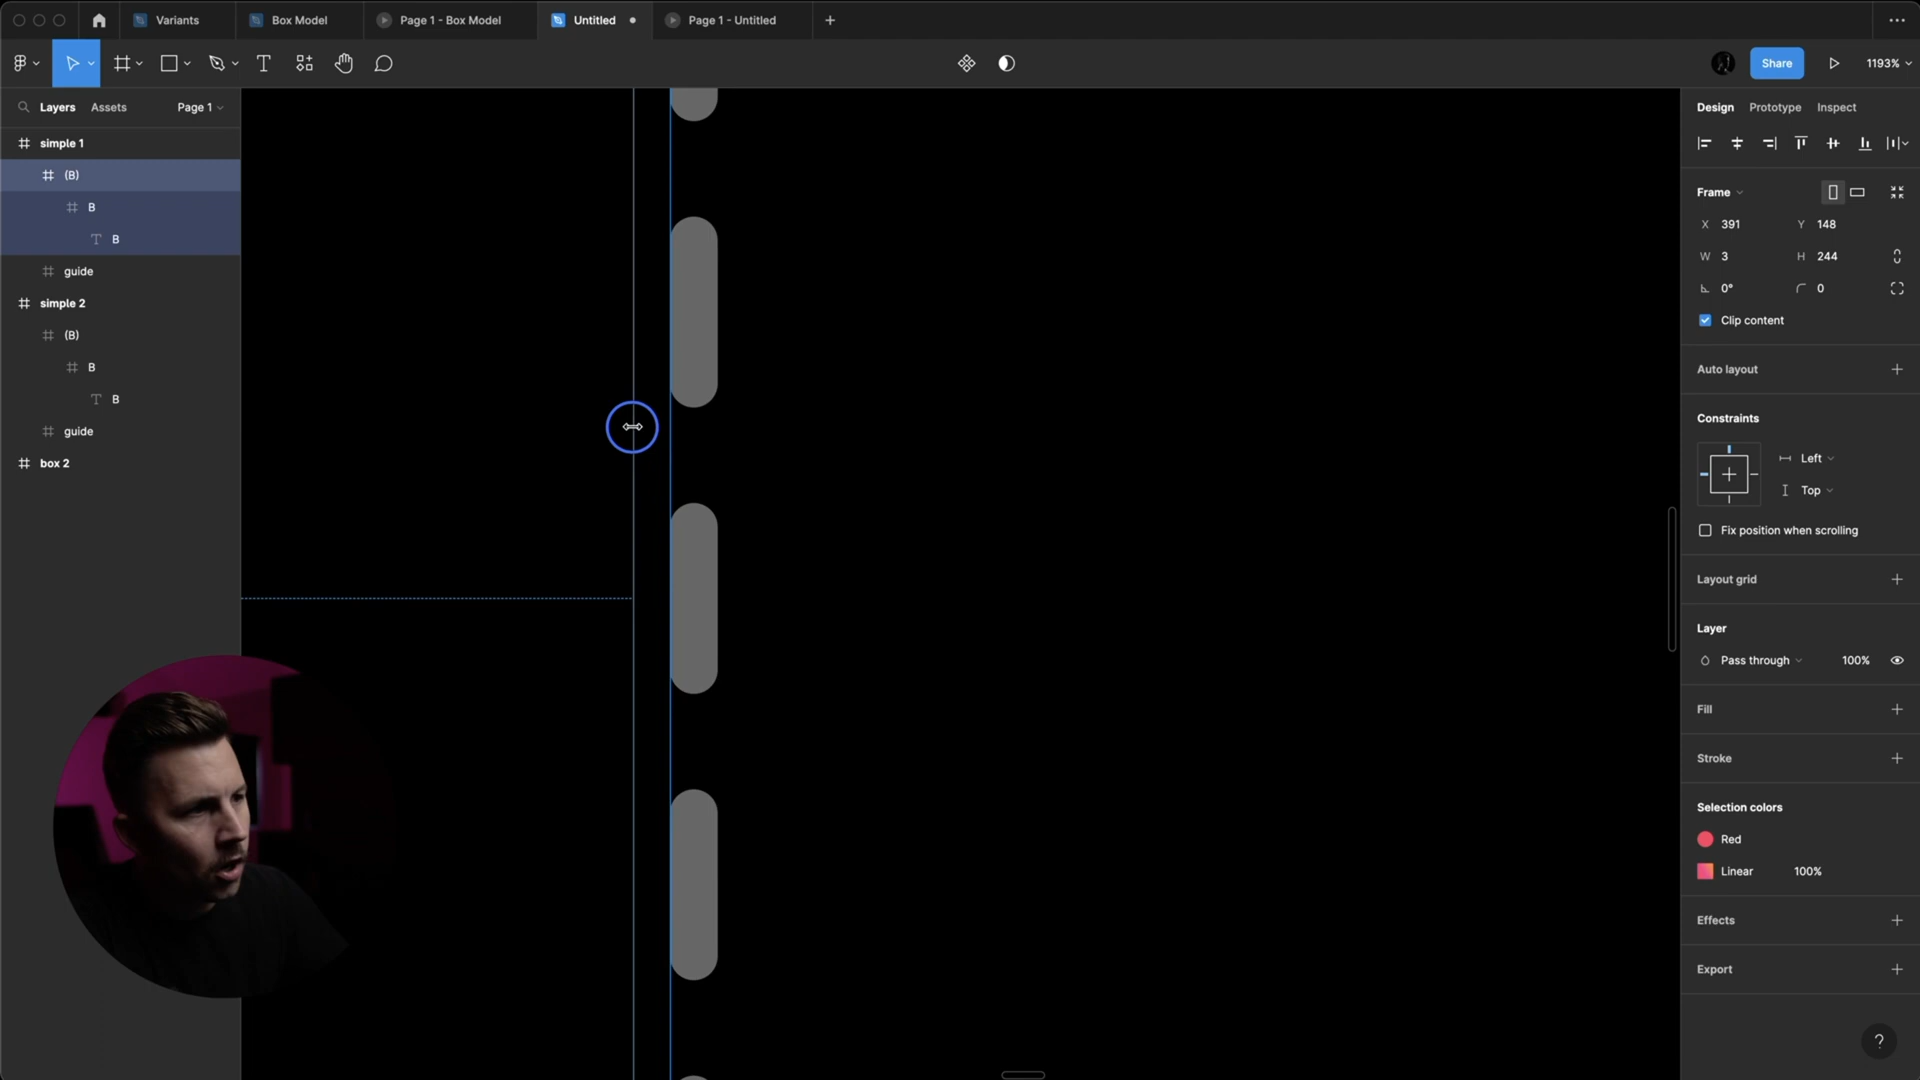 Variants
Box Model
Page 1 - Box Model
Untitled
Page 1 - Untitled
Share
1193%
Layers
Assets
Page 1
simple 1
(B)
B
B
guide
simple 2
(B)
B
B
guide
box 2
Design
Prototype
Inspect
Frame
X 391
Y 148
W 3
H 244
0°
0
Clip content
Auto layout
Constraints
Left
Top
Fix position when scrolling
Layout grid
Layer
Pass through
100%
Fill
Stroke
Selection colors
Red
Linear
100%
Effects
Export
?